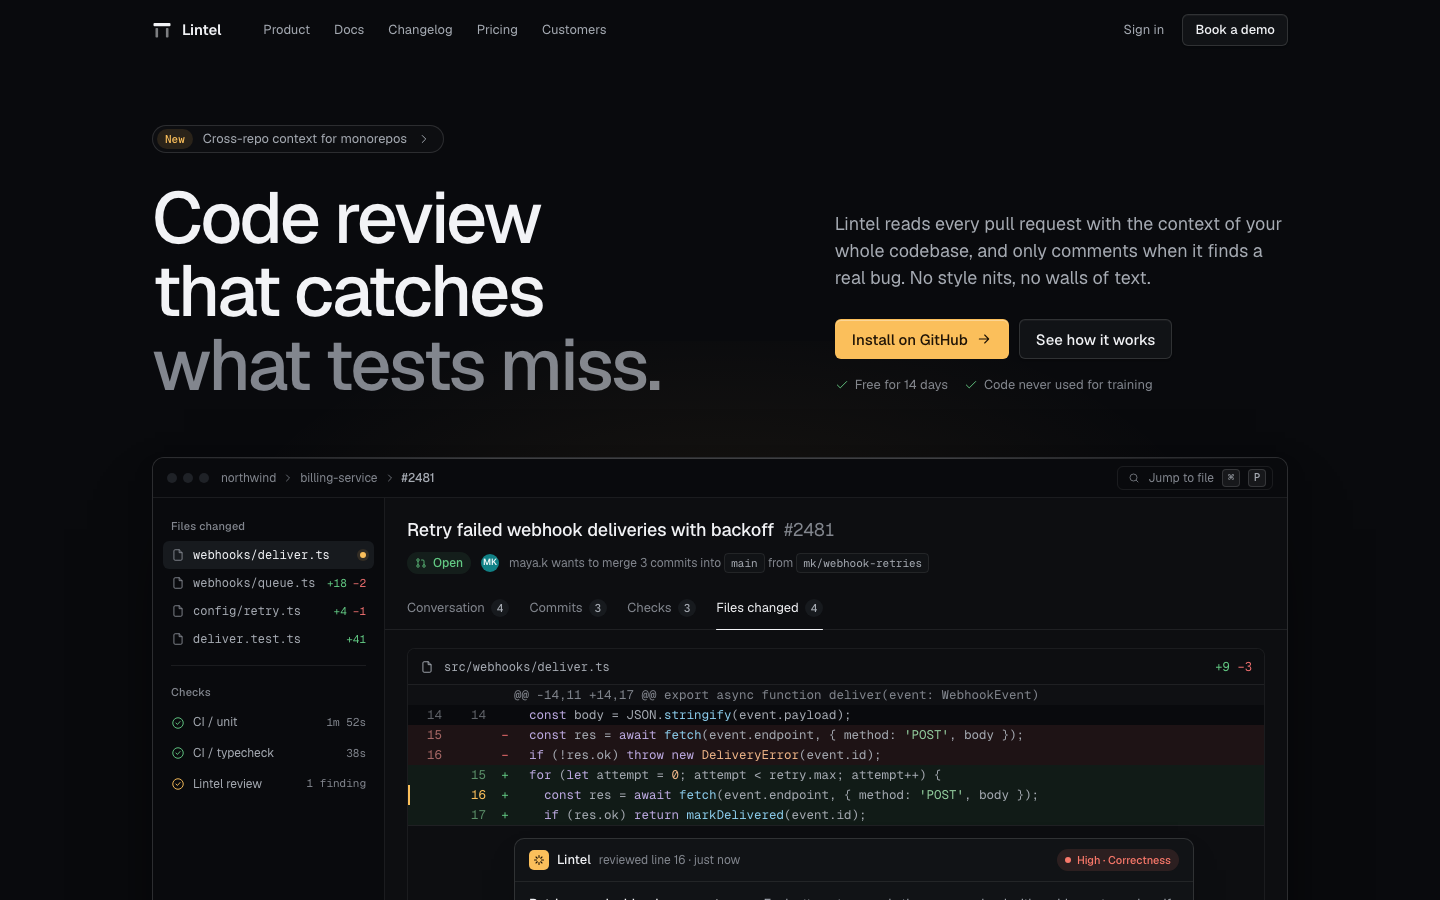 Lintel
Product
Docs
Changelog
Pricing
Customers
Sign in
Book a demo
New
Cross-repo context for monorepos
Code review
that catches
what tests miss.
Lintel reads every pull request with the context of your
whole codebase, and only comments when it finds a
real bug. No style nits, no walls of text.
Install on GitHub →
See how it works
Free for 14 days
Code never used for training
northwind > billing-service > #2481
Jump to file ⌘ P
Files changed
webhooks/deliver.ts
webhooks/queue.ts +18 −2
config/retry.ts +4 −1
deliver.test.ts +41
Checks
CI / unit 1m 52s
CI / typecheck 38s
Lintel review 1 finding
Retry failed webhook deliveries with backoff #2481
Open MK maya.k wants to merge 3 commits into main from mk/webhook-retries
Conversation 4
Commits 3
Checks 3
Files changed 4
src/webhooks/deliver.ts +9 −3
@@ -14,11 +14,17 @@ export async function deliver(event: WebhookEvent)
14 14 const body = JSON.stringify(event.payload);
15 − const res = await fetch(event.endpoint, { method: 'POST', body });
16 − if (!res.ok) throw new DeliveryError(event.id);
15 + for (let attempt = 0; attempt < retry.max; attempt++) {
16 + const res = await fetch(event.endpoint, { method: 'POST', body });
17 + if (res.ok) return markDelivered(event.id);
Lintel reviewed line 16 · just now
High · Correctness